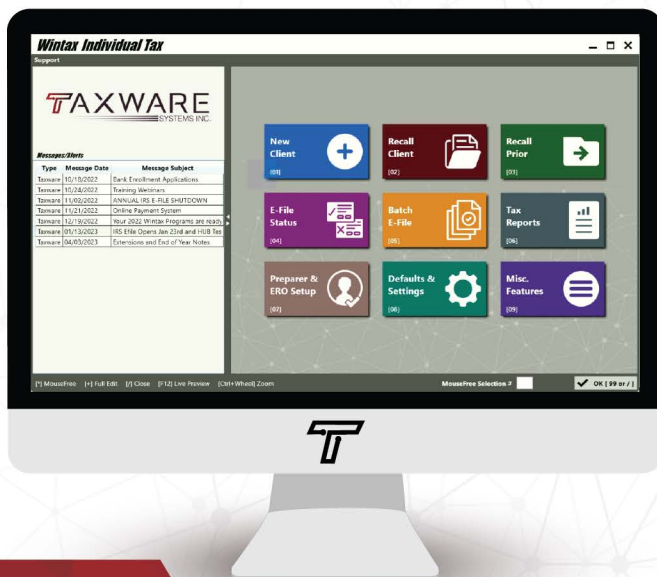 Wintax Individual Tax
Support
TAXWARE
SYSTEMS INC.
Messages/Alerts
Type Message Date Message Subject
Taxware 10/18/2022 Bank Enrollment Applications
Taxware 10/24/2022 Training Webinars
Taxware 11/02/2022 ANNUAL IRS E-FILE SHUTDOWN
Taxware 11/21/2022 Online Payment System
Taxware 12/19/2022 Your 2022 Wintax Programs are ready
Taxware 01/13/2023 IRS Efile Opens Jan 23rd and HUB Tes
Taxware 04/03/2023 Extensions and End of Year Notes
New
Client
[01]
Recall
Client
[02]
Recall
Prior
[03]
E-File
Status
[04]
Batch
E-File
[05]
Tax
Reports
[06]
Preparer &
ERO Setup
[07]
Defaults &
Settings
[08]
Misc.
Features
[09]
[*] MouseFree [+] Full Edit [/] Close [F12] Live Preview [Ctrl+Wheel] Zoom
MouseFree Selection #
OK [ 99 or / ]
T